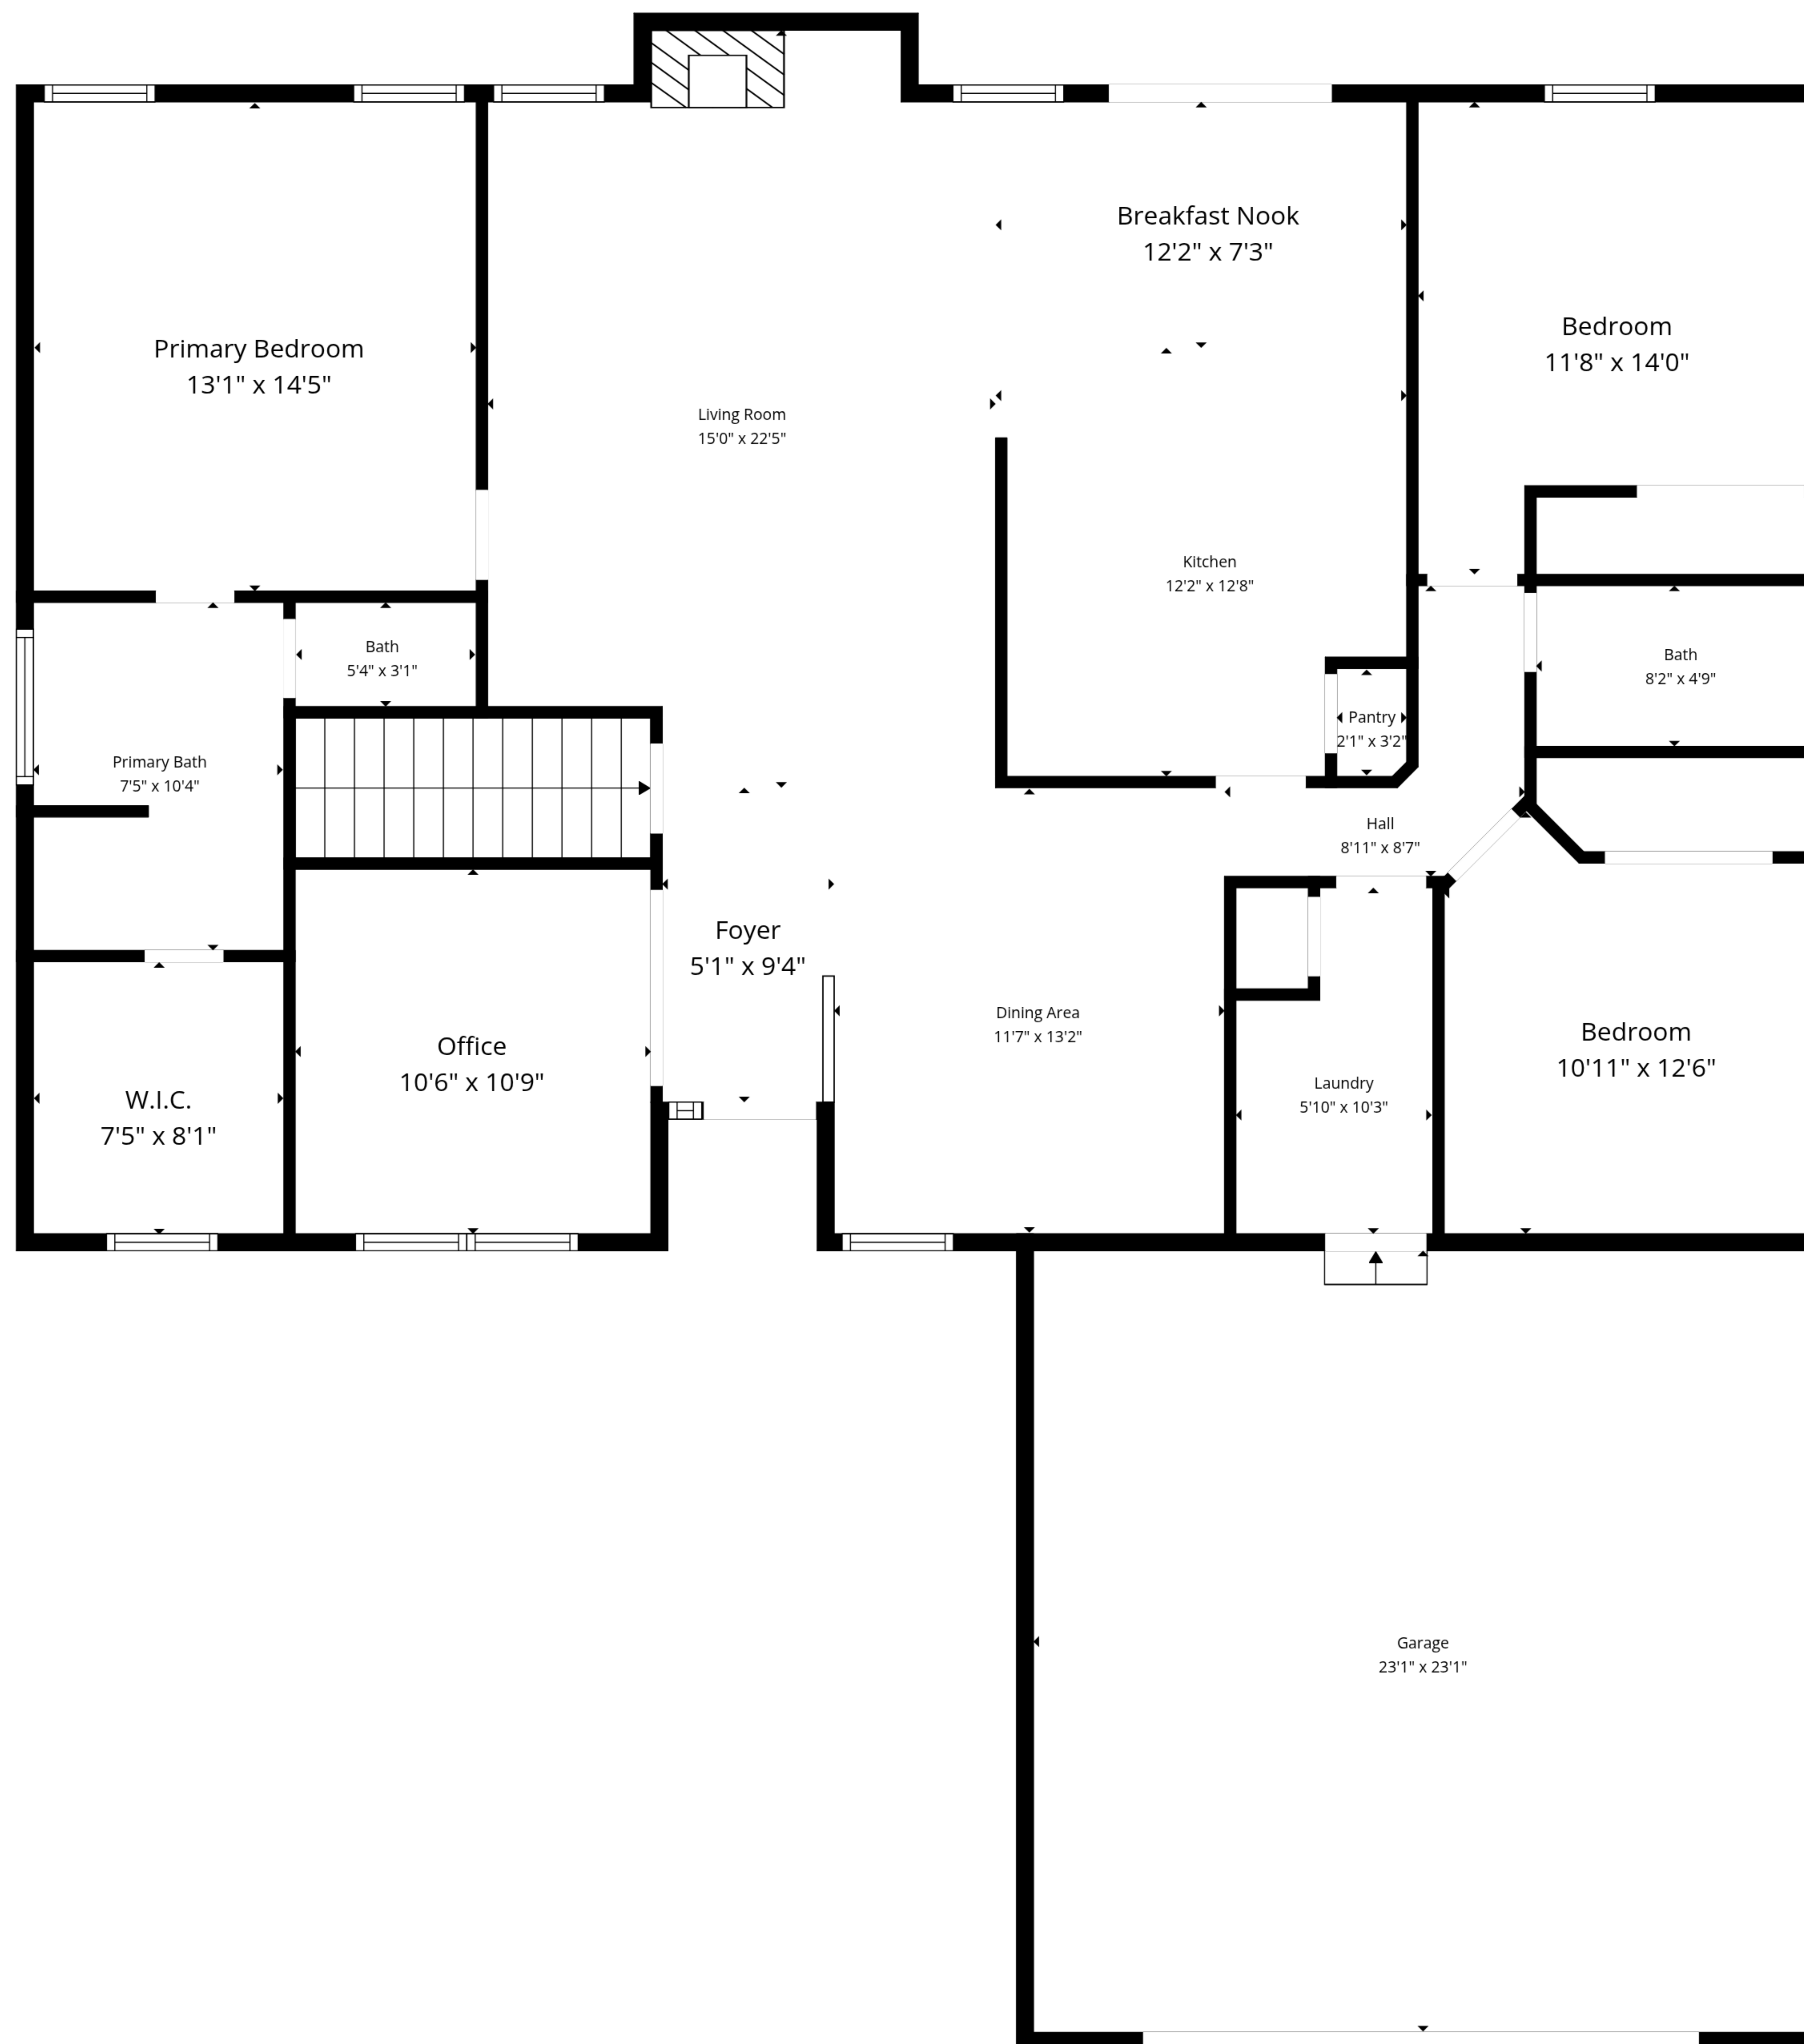 Breakfast Nook
12'2" x 7'3"
Bedroom
11'8" x 14'0"
Primary Bedroom
13'1" x 14'5"
Living Room
15'0" x 22'5"
Kitchen
12'2" x 12'8"
Bath
5'4" x 3'1"
Bath
8'2" x 4'9"
Pantry
2'1" x 3'2"
Primary Bath
7'5" x 10'4"
Hall
8'11" x 8'7"
Foyer
5'1" x 9'4"
Dining Area
11'7" x 13'2"
Office
10'6" x 10'9"
Bedroom
10'11" x 12'6"
Laundry
5'10" x 10'3"
W.I.C.
7'5" x 8'1"
Garage
23'1" x 23'1"